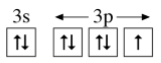 3s 3p
↑↓ ↑↓ ↑↓ ↑